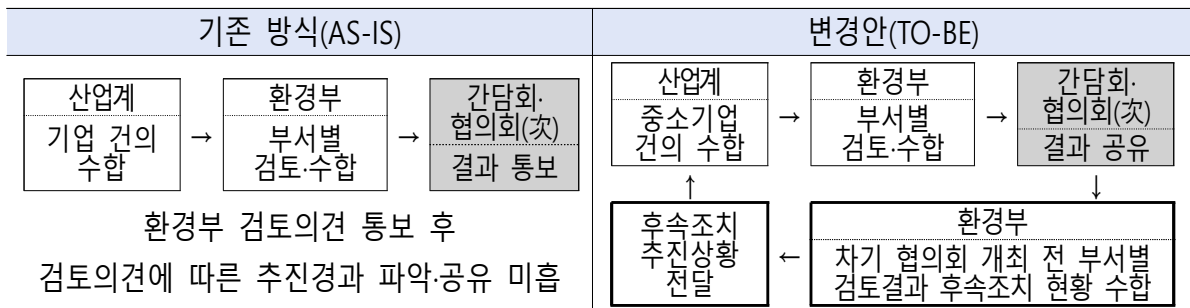 기존 방식(AS-IS)
산업계
기업 건의
수합
→
환경부
부서별
검토·수합
→
간담회·
협의회(次)
결과 통보
환경부 검토의견 통보 후
검토의견에 따른 추진경과 파악·공유 미흡
변경안(TO-BE)
산업계
중소기업
건의 수합
→
환경부
부서별
검토·수합
→
간담회·
협의회(次)
결과 공유
↓
환경부
차기 협의회 개최 전 부서별
검토결과 후속조치 현황 수합
←
후속조치
추진상황
전달
↑